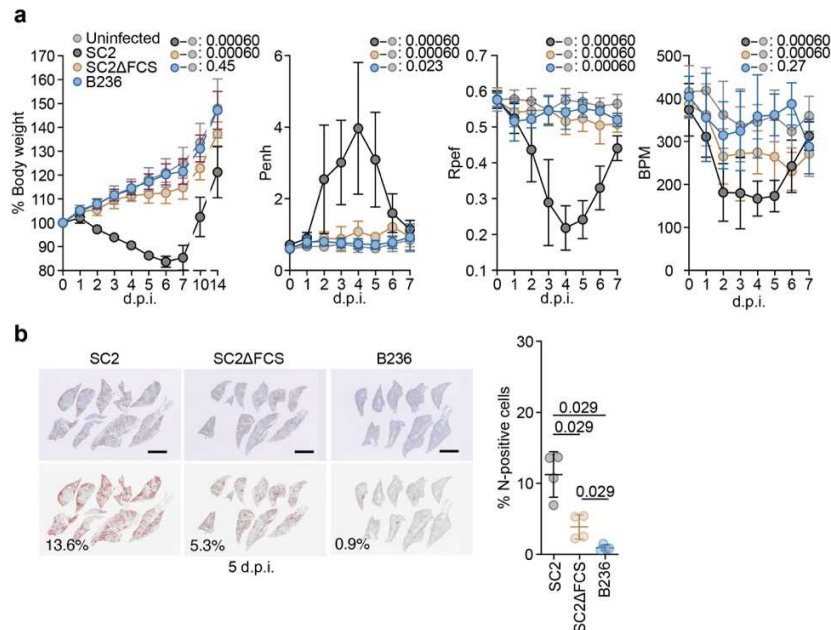 a
Uninfected
SC2
SC2ΔFCS
B236
: 0.00060
: 0.00060
: 0.45
: 0.00060
: 0.00060
: 0.023
: 0.00060
: 0.00060
: 0.00060
: 0.00060
: 0.00060
: 0.27
% Body weight
170
160
150
140
130
120
110
100
90
80
0 1 2 3 4 5 6 7 10 14
d.p.i.
Penh
6
4
2
0
0 1 2 3 4 5 6 7
d.p.i.
Rpef
0.7
0.6
0.5
0.4
0.3
0.2
0.1
0 1 2 3 4 5 6 7
d.p.i.
BPM
500
400
300
200
100
0
0 1 2 3 4 5 6 7
d.p.i.
b
SC2 SC2ΔFCS B236
13.6% 5.3% 0.9%
5 d.p.i.
% N-positive cells
30
20
10
0
0.029
0.029
0.029
SC2
SC2ΔFCS
B236